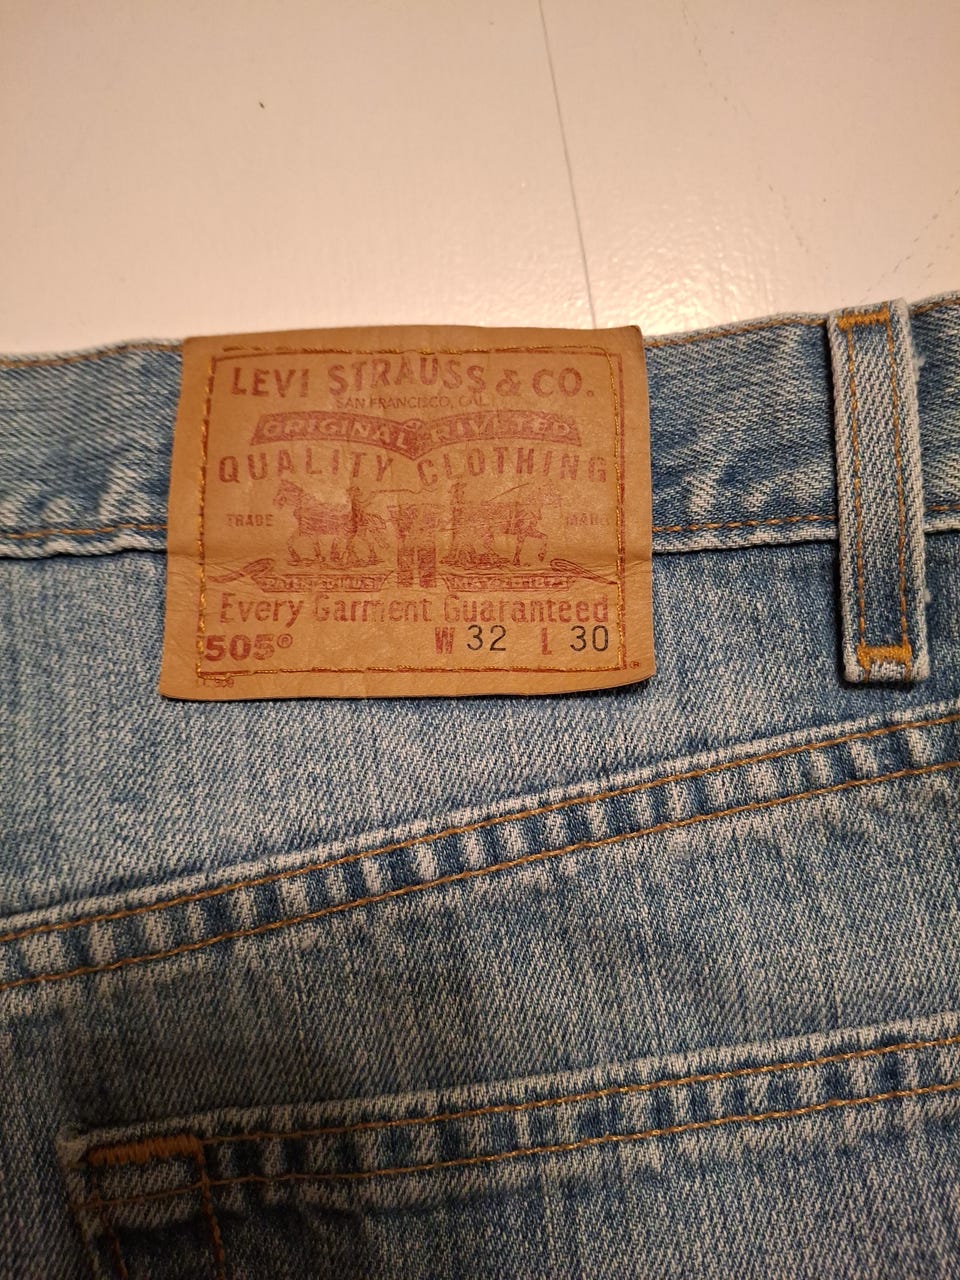 LEVI STRAUSS & CO.
SAN FRANCISCO, CAL.
ORIGINAL RIVETED
QUALITY CLOTHING
TRADE MARK
Every Garment Guaranteed
505® W 32 L 30
®